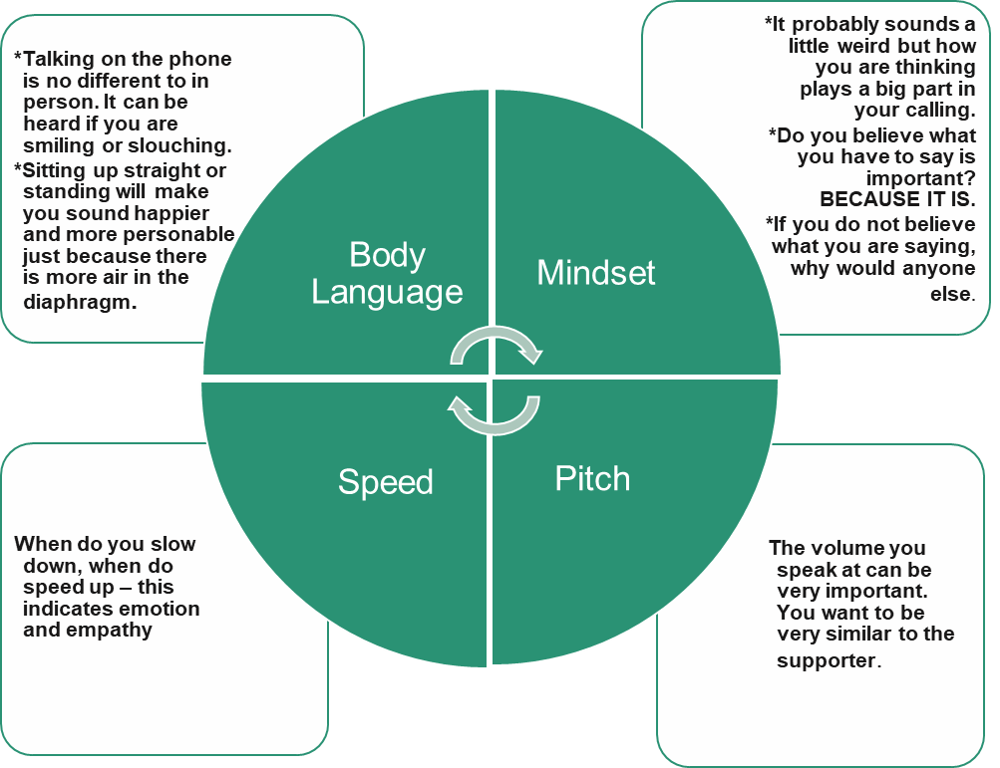 *Talking on the phone
is no different to in
person. It can be
heard if you are
smiling or slouching.
*Sitting up straight or
standing will make
you sound happier
and more personable
just because there
is more air in the
diaphragm.
*It probably sounds a
little weird but how
you are thinking
plays a big part in
your calling.
*Do you believe what
you have to say is
important?
BECAUSE IT IS.
*If you do not believe
what you are saying,
why would anyone
else.
Body
Language
Mindset
Speed
Pitch
When do you slow
down, when do
speed up – this
indicates emotion
and empathy
The volume you
speak at can be
very important.
You want to be
very similar to the
supporter.